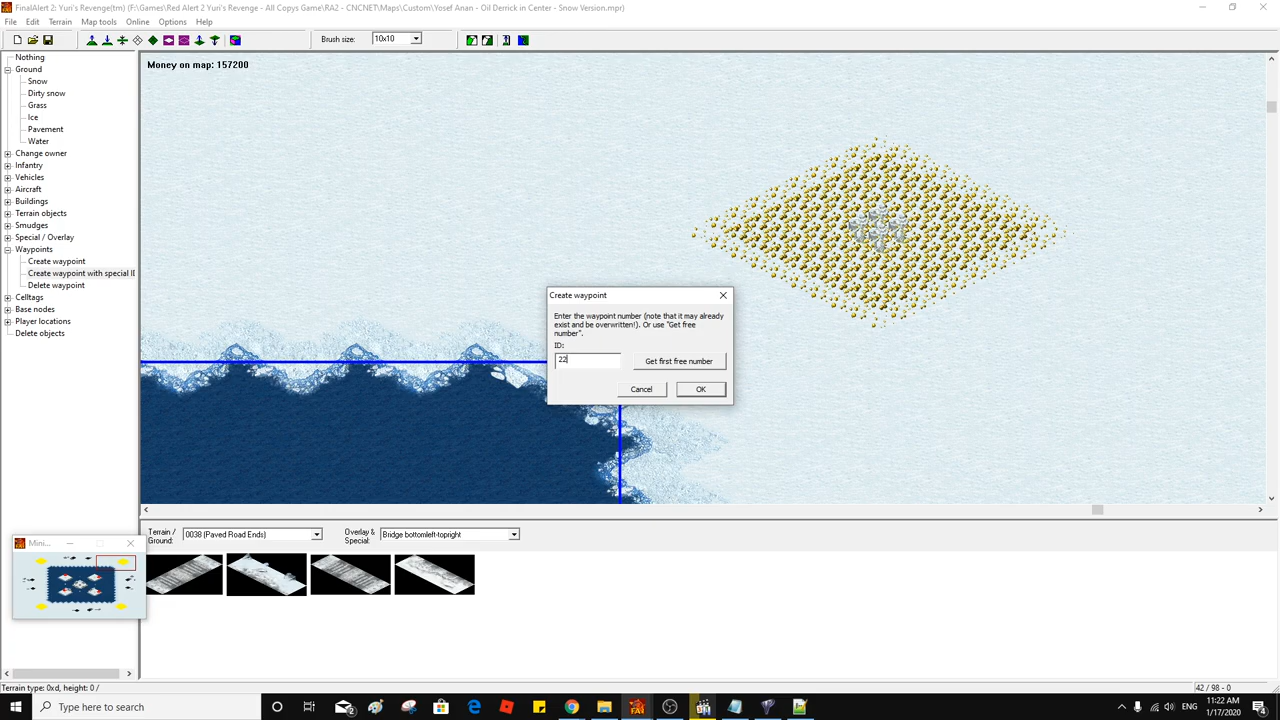 FinalAlert 2: Yuri's Revenge(tm) (F:\Games\Red Alert 2 Yuri's Revenge - All Copys Game\RA2 - CNCNET\Maps\Custom\Yosef Anan - Oil Derrick in Center - Snow Version.mpr)
File Edit Terrain Map tools Online Options Help
Brush size: 10x10
Nothing
Ground
Snow
Dirty snow
Grass
Ice
Pavement
Water
Change owner
Infantry
Vehicles
Aircraft
Buildings
Terrain objects
Smudges
Special / Overlay
Waypoints
Create waypoint
Create waypoint with special I
Delete waypoint
Celltags
Base nodes
Player locations
Delete objects
Money on map: 157200
Create waypoint
Enter the waypoint number (note that it may already
exist and be overwritten!). Or use "Get free
number".
ID:
22
Get first free number
Cancel
OK
Mini...
Terrain /
Ground:
0038 (Paved Road Ends)
Overlay &
Special:
Bridge bottomleft-topright
Terrain type: 0xd, height: 0 /
42 / 98 - 0
Type here to search
11:22 AM
1/17/2020